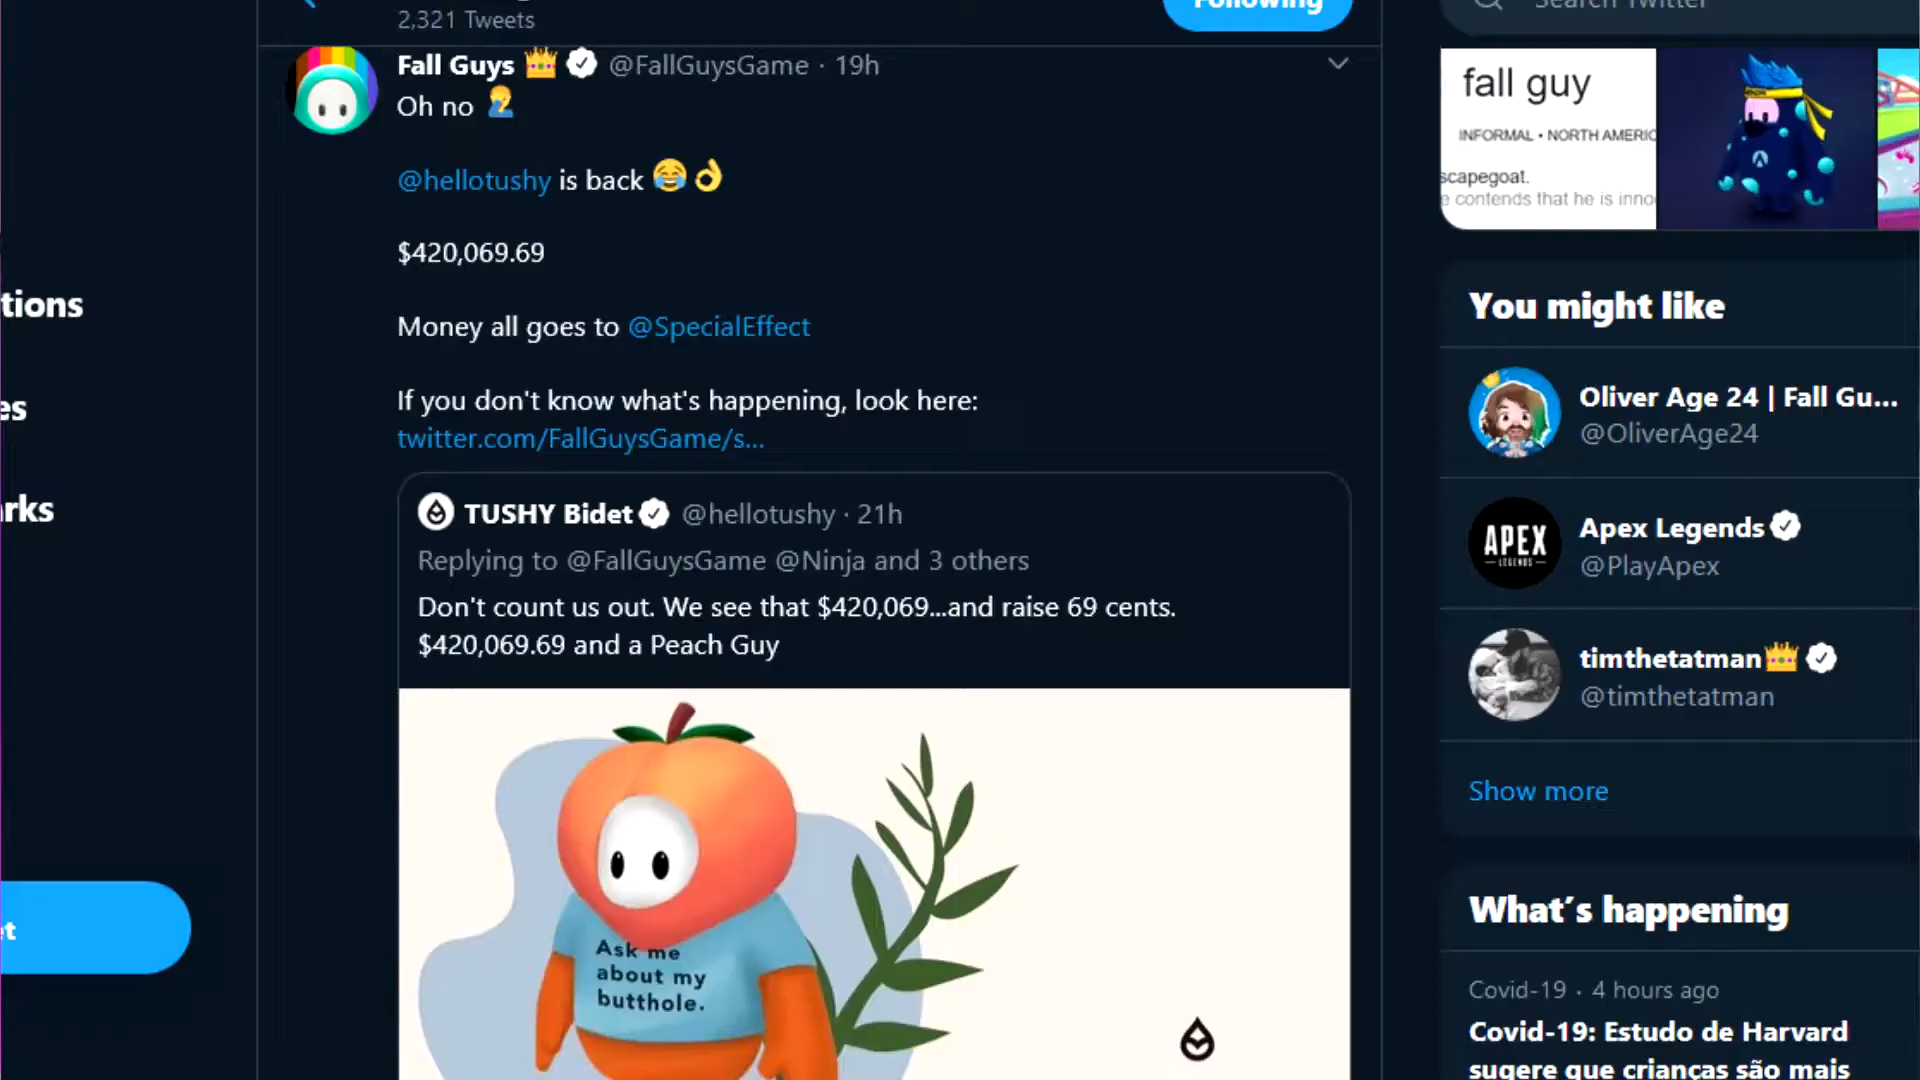 2,321 Tweets
Following
Search Twitter
Fall Guys @FallGuysGame · 19h
Oh no
@hellotushy is back
$420,069.69
Money all goes to @SpecialEffect
If you don't know what's happening, look here:
twitter.com/FallGuysGame/s...
TUSHY Bidet @hellotushy · 21h
Replying to @FallGuysGame @Ninja and 3 others
Don't count us out. We see that $420,069...and raise 69 cents.
$420,069.69 and a Peach Guy
Ask me
about my
butthole.
tions
es
rks
et
fall guy
INFORMAL • NORTH AMERIC
scapegoat.
e contends that he is inno
You might like
Oliver Age 24 | Fall Gu...
@OliverAge24
APEX
LEGENDS
Apex Legends
@PlayApex
timthetatman
@timthetatman
Show more
What's happening
Covid-19 · 4 hours ago
Covid-19: Estudo de Harvard
sugere que crianças são mais